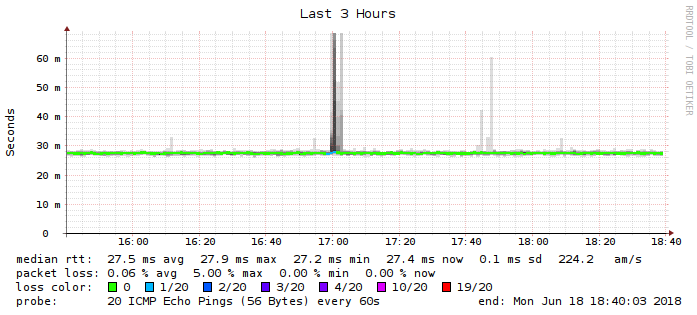 Last 3 Hours
RRDTOOL / TOBI OETIKER
Seconds
60 m
50 m
40 m
30 m
20 m
10 m
0
16:00 16:20 16:40 17:00 17:20 17:40 18:00 18:20 18:40
median rtt: 27.5 ms avg 27.9 ms max 27.2 ms min 27.4 ms now 0.1 ms sd 224.2 am/s
packet loss: 0.06 % avg 5.00 % max 0.00 % min 0.00 % now
loss color: 0 1/20 2/20 3/20 4/20 10/20 19/20
probe: 20 ICMP Echo Pings (56 Bytes) every 60s end: Mon Jun 18 18:40:03 2018